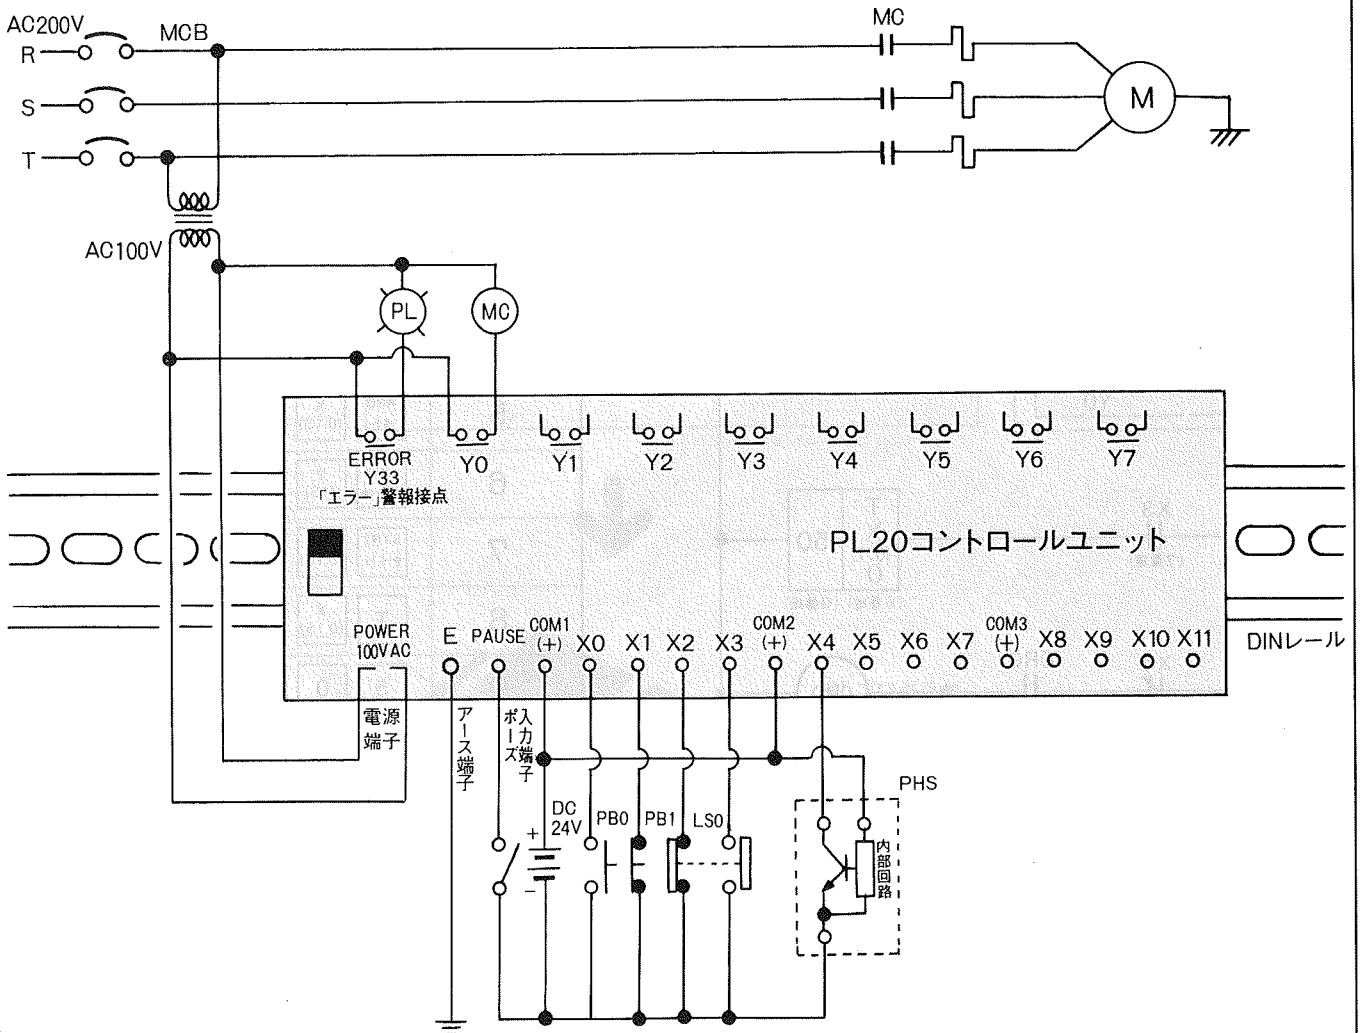 AC200V
MCB
MC
R
S
T
M
AC100V
PL
MC
ERROR
Y33
「エラー」警報接点
Y0
Y1
Y2
Y3
Y4
Y5
Y6
Y7
PL20コントロールユニット
POWER
100VAC
E
PAUSE
COM1
(+)
X0
X1
X2
X3
COM2
(+)
X4
X5
X6
X7
COM3
(+)
X8
X9
X10
X11
DINレール
電源
端子
アース端子
ポーズ
入力端子
+
DC
24V
-
PB0
PB1
LS0
PHS
内部回路